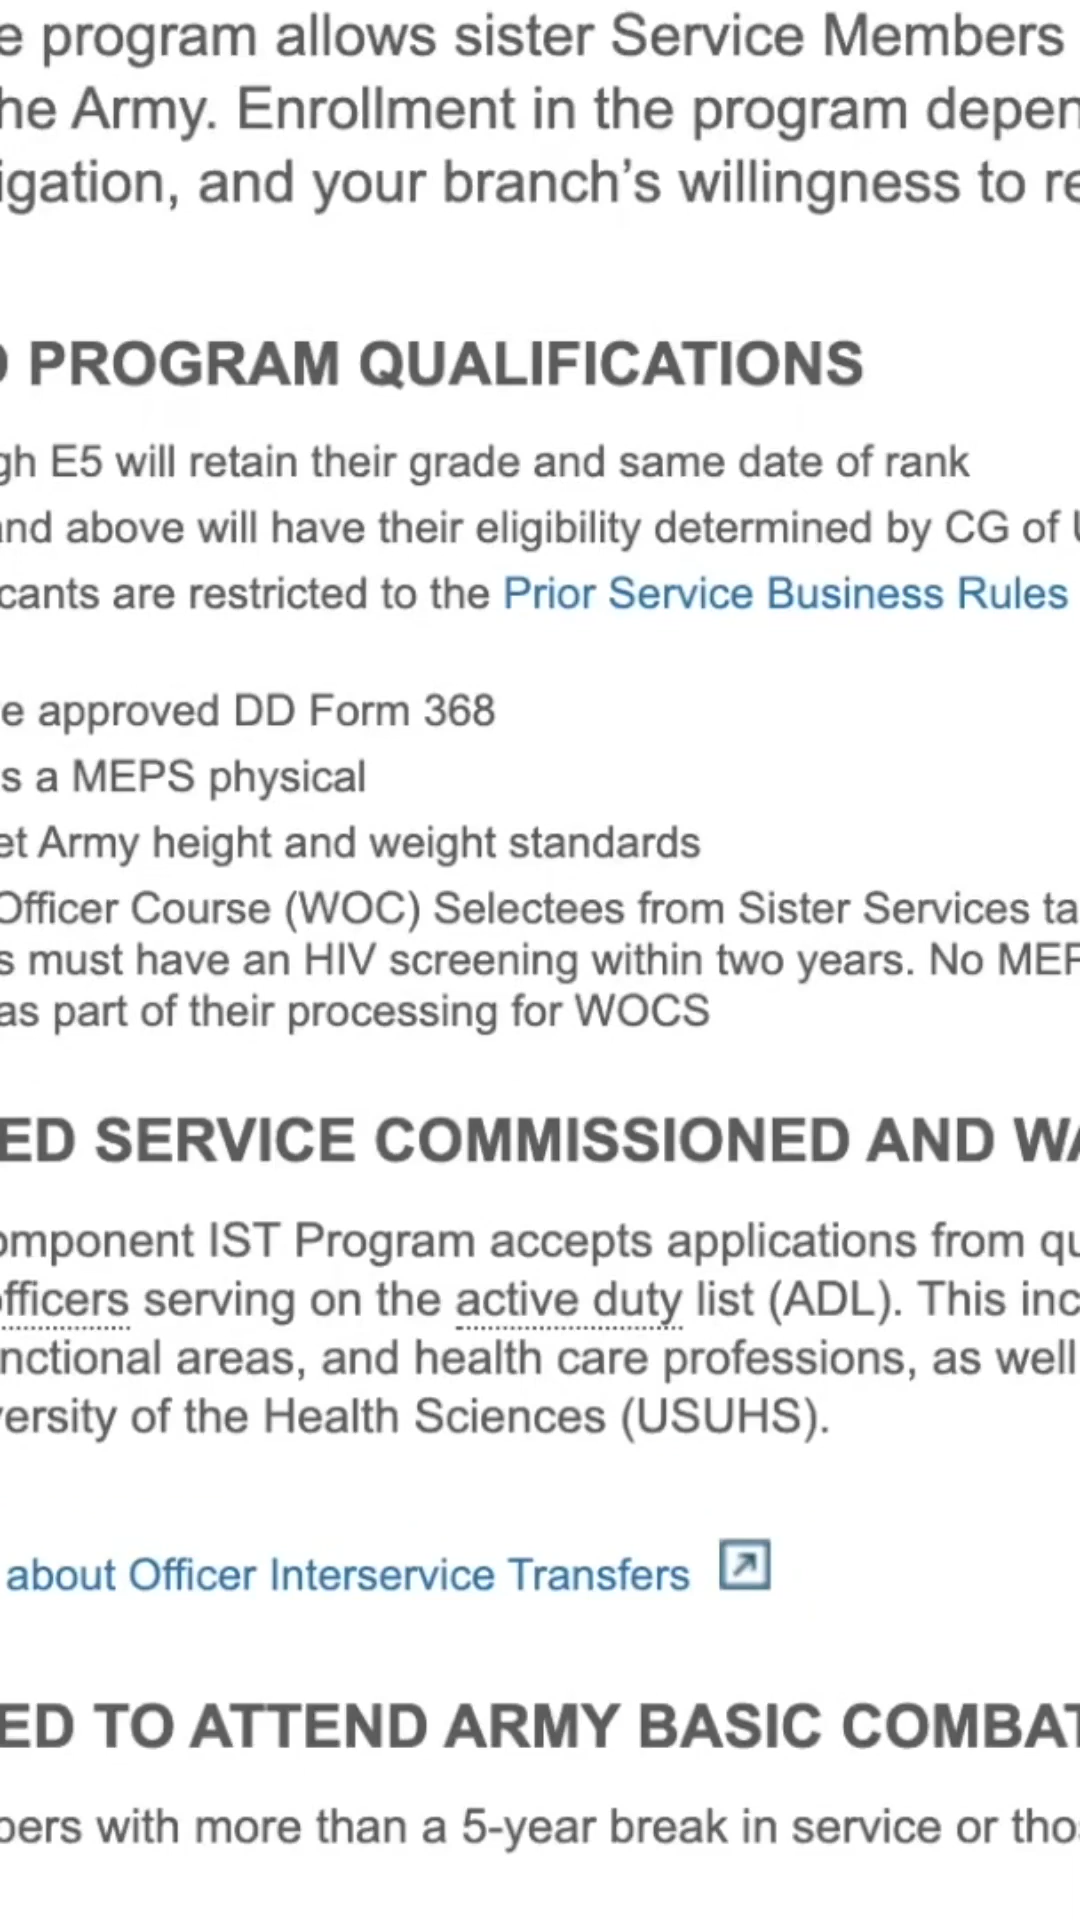 e program allows sister Service Members
he Army. Enrollment in the program depen
igation, and your branch’s willingness to re
PROGRAM QUALIFICATIONS
gh E5 will retain their grade and same date of rank
and above will have their eligibility determined by CG of U
cants are restricted to the Prior Service Business Rules
e approved DD Form 368
s a MEPS physical
et Army height and weight standards
Officer Course (WOC) Selectees from Sister Services ta
s must have an HIV screening within two years. No MEP
as part of their processing for WOCS
ED SERVICE COMMISSIONED AND WA
omponent IST Program accepts applications from qu
officers serving on the active duty list (ADL). This inc
nctional areas, and health care professions, as well
versity of the Health Sciences (USUHS).
about Officer Interservice Transfers
ED TO ATTEND ARMY BASIC COMBAT
bers with more than a 5-year break in service or thos